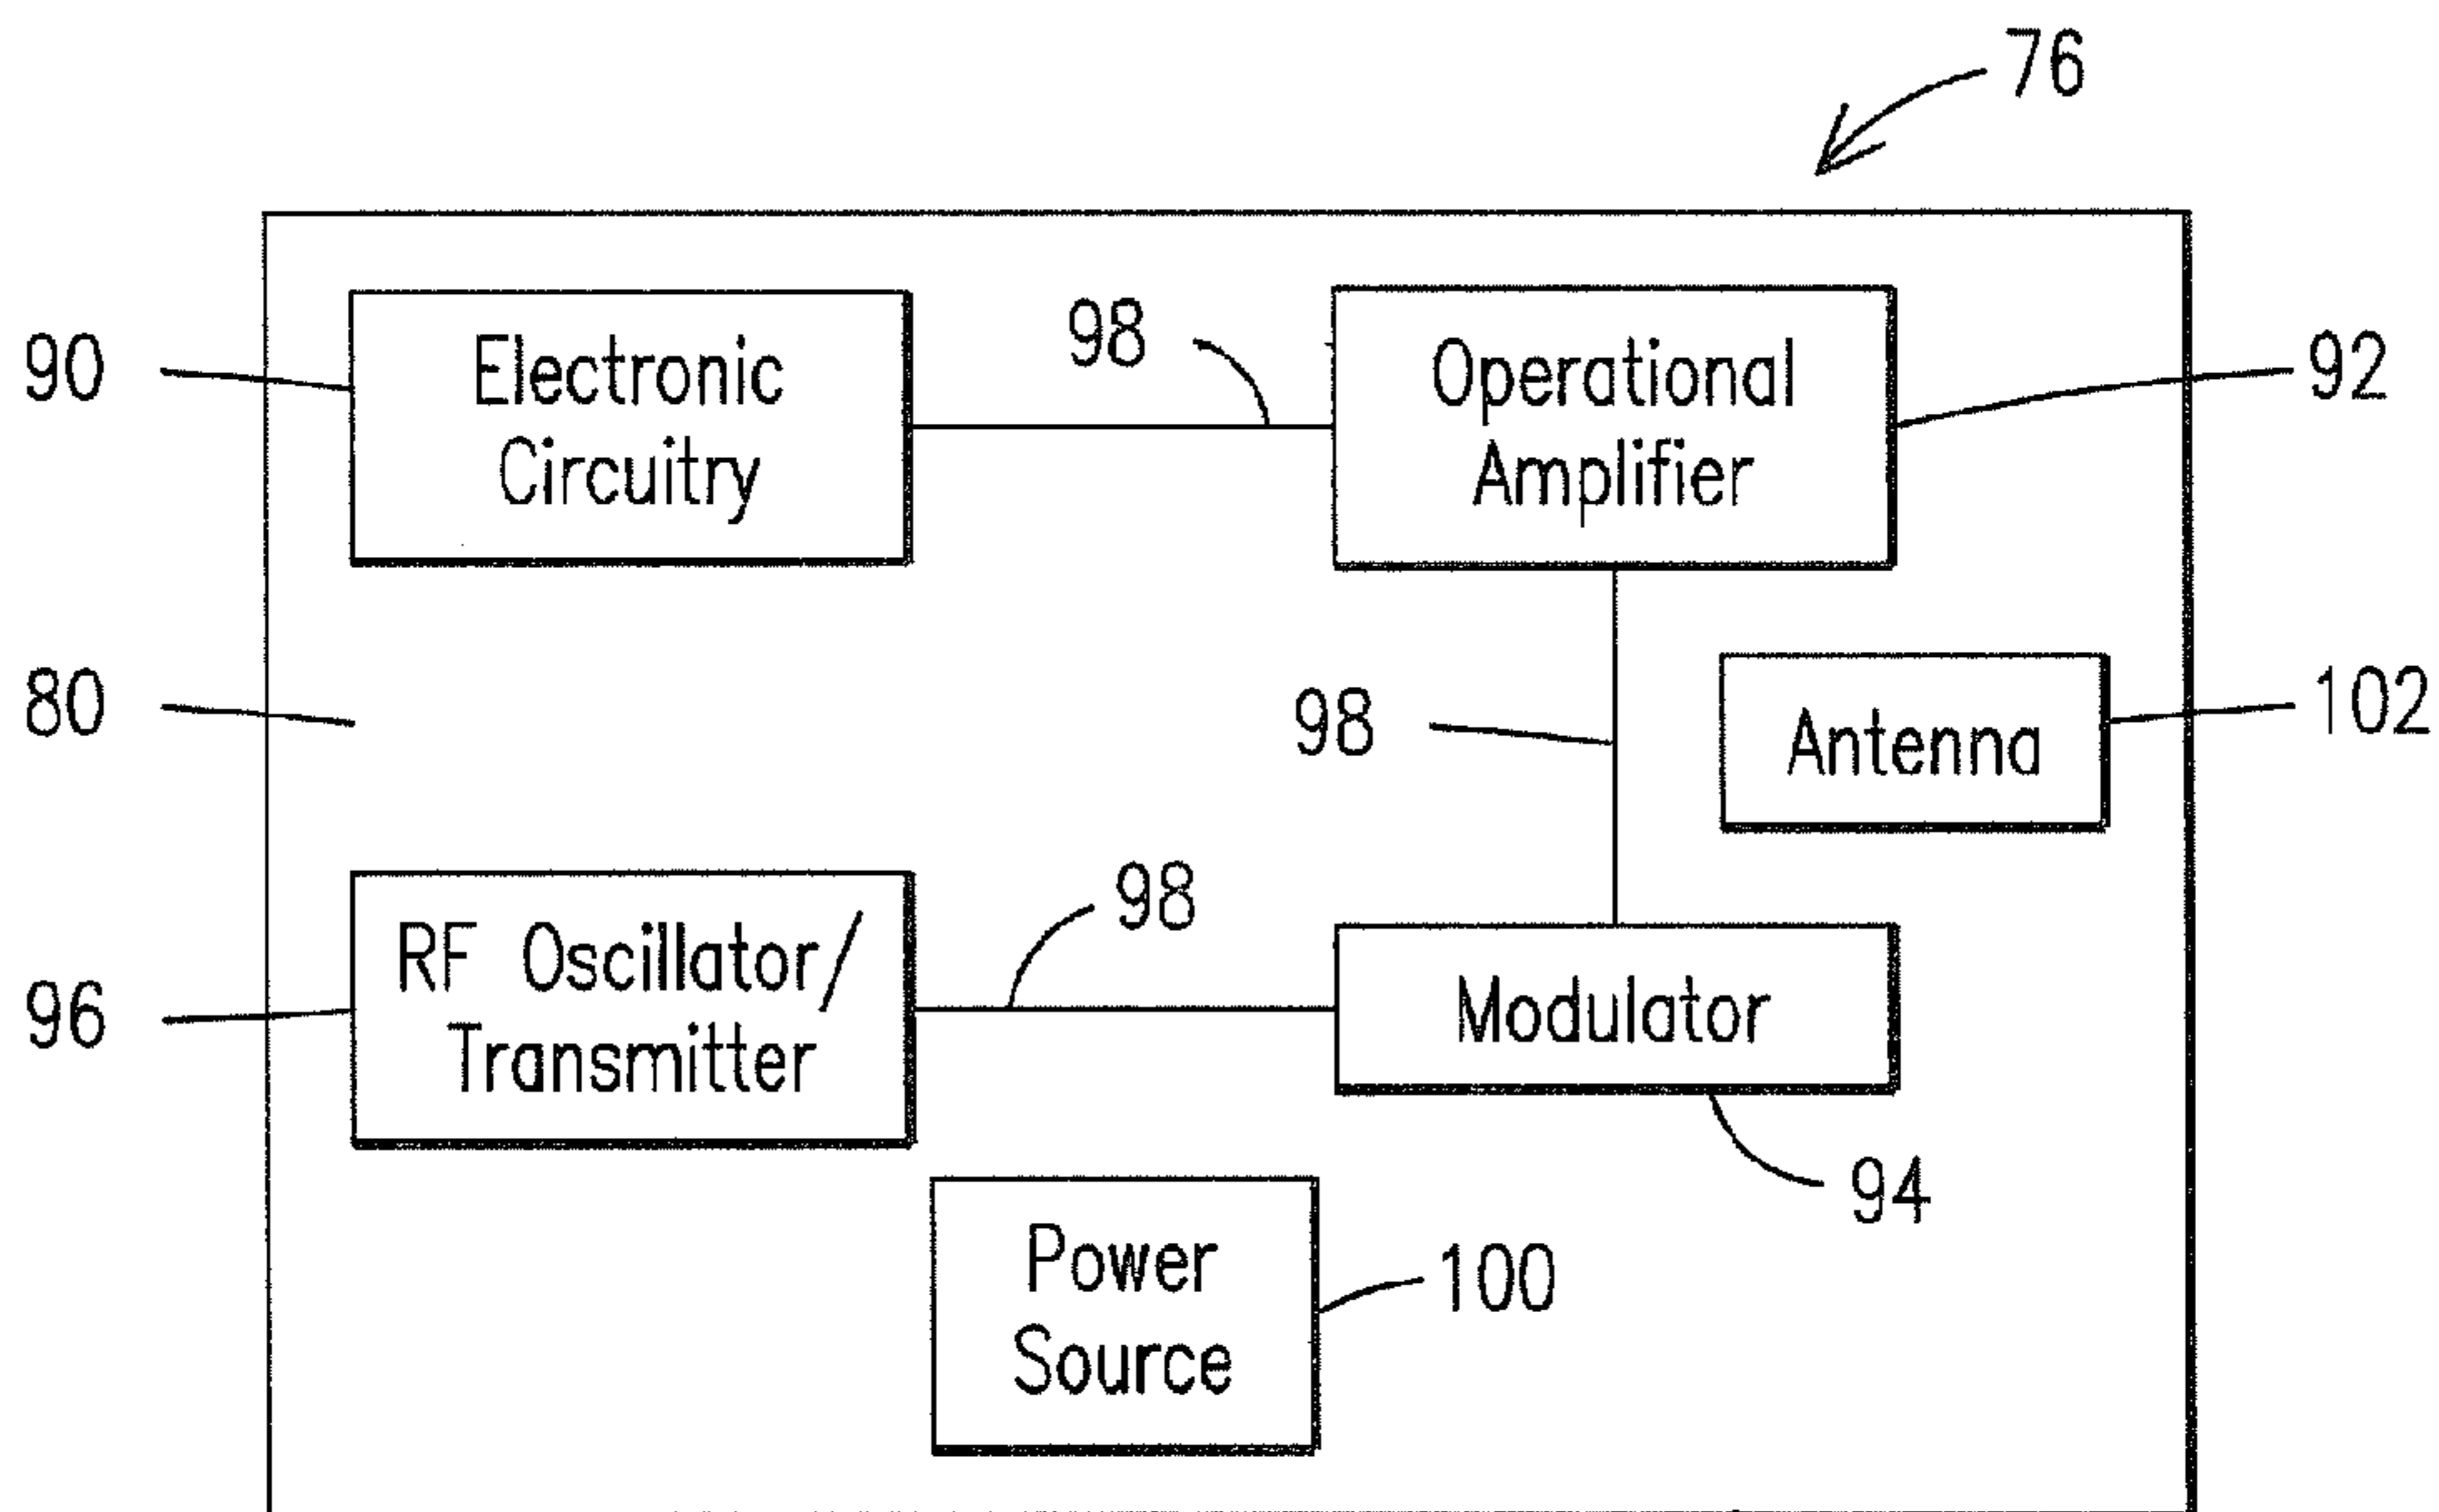 76
90
Electronic
Circuitry
98
Operational
Amplifier
92
80
98
Antenna
102
96
RF Oscillator/
Transmitter
98
Modulator
94
Power
Source
100